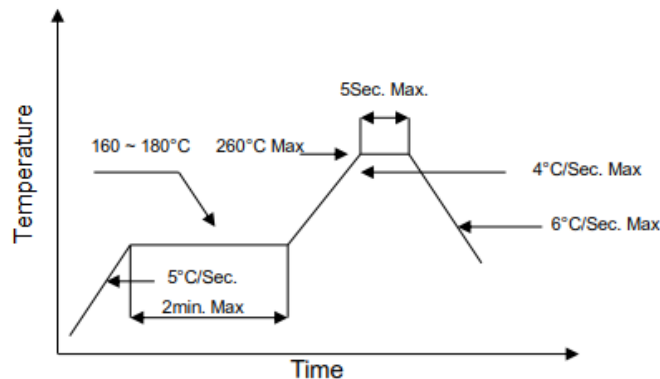 5Sec. Max.
160 ~ 180°C
260°C Max
4°C/Sec. Max
6°C/Sec. Max
5°C/Sec.
2min. Max
Temperature
Time